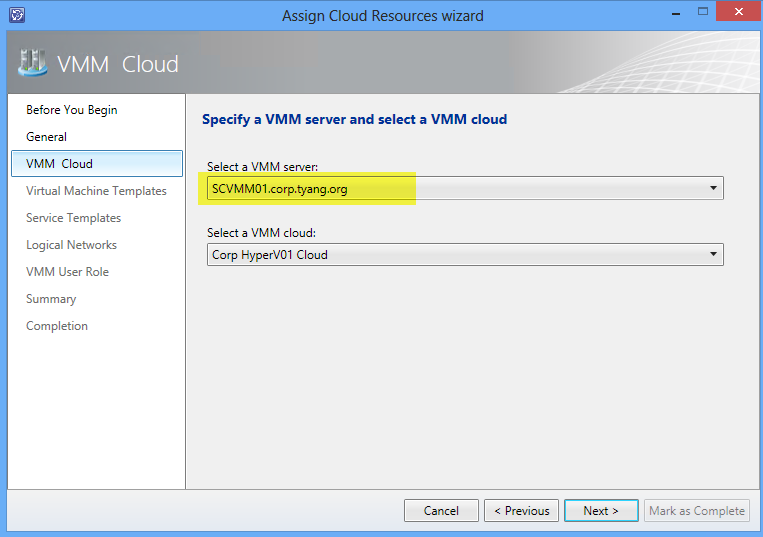 Assign Cloud Resources wizard
VMM Cloud
Before You Begin
General
VMM Cloud
Virtual Machine Templates
Service Templates
Logical Networks
VMM User Role
Summary
Completion
Specify a VMM server and select a VMM cloud
Select a VMM server:
SCVMM01.corp.tyang.org
Select a VMM cloud:
Corp HyperV01 Cloud
Cancel
< Previous
Next >
Mark as Complete